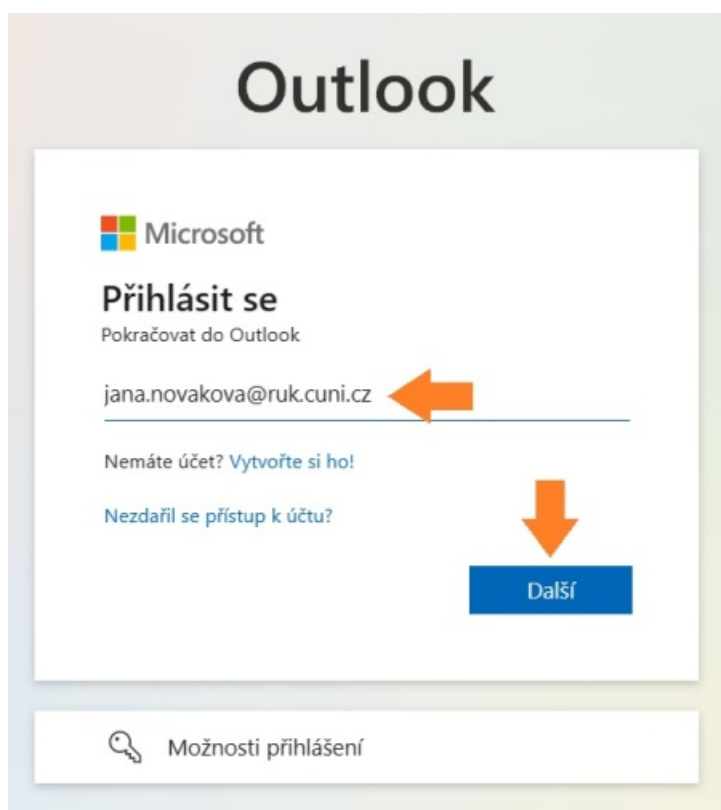 Outlook
Microsoft
Přihlásit se
Pokračovat do Outlook
jana.novakova@ruk.cuni.cz
Nemáte účet? Vytvořte si ho!
Nezdařil se přístup k účtu?
Další
Možnosti přihlášení